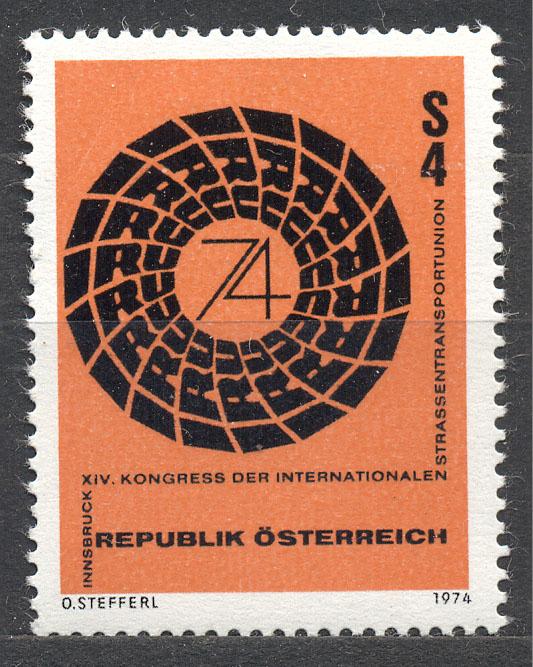 S
4
74
STRASSENTRANSPORTUNION
XIV. KONGRESS DER INTERNATIONALEN
INNSBRUCK
REPUBLIK ÖSTERREICH
O.STEFFERL
1974